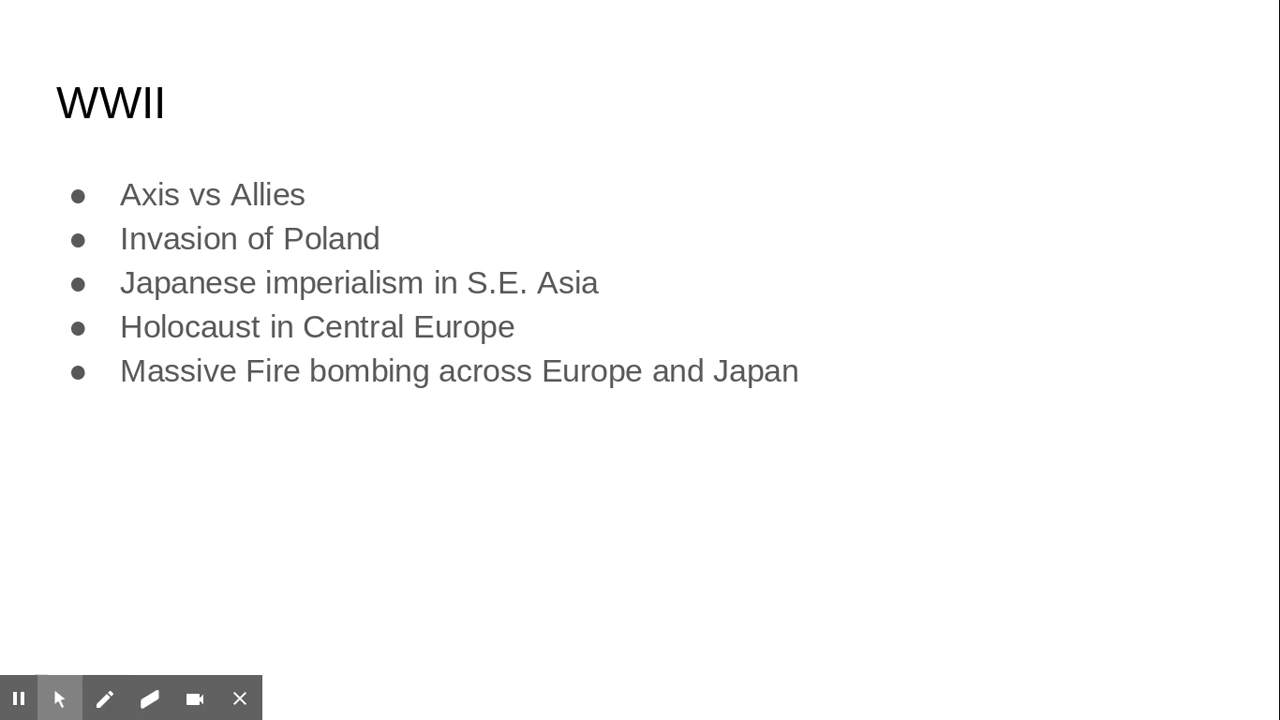 WWII
● Axis vs Allies
● Invasion of Poland
● Japanese imperialism in S.E. Asia
● Holocaust in Central Europe
● Massive Fire bombing across Europe and Japan